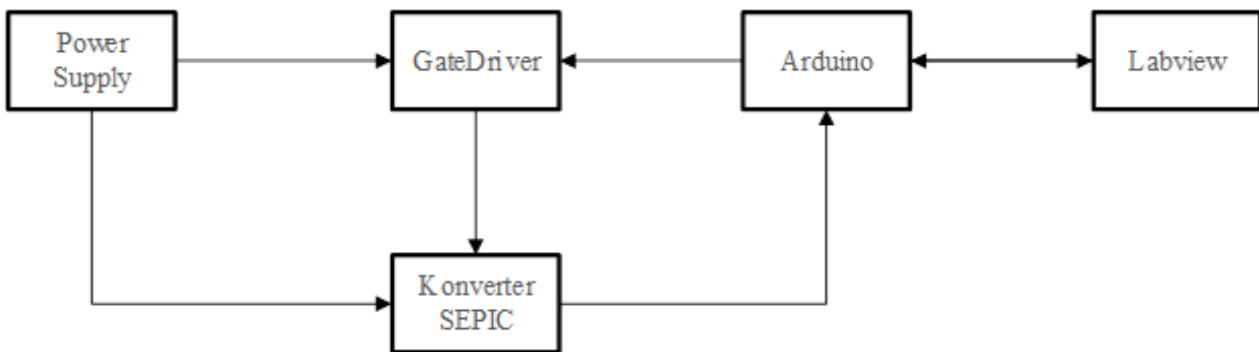 Power
Supply
GateDriver
Arduino
Labview
Konverter
SEPIC